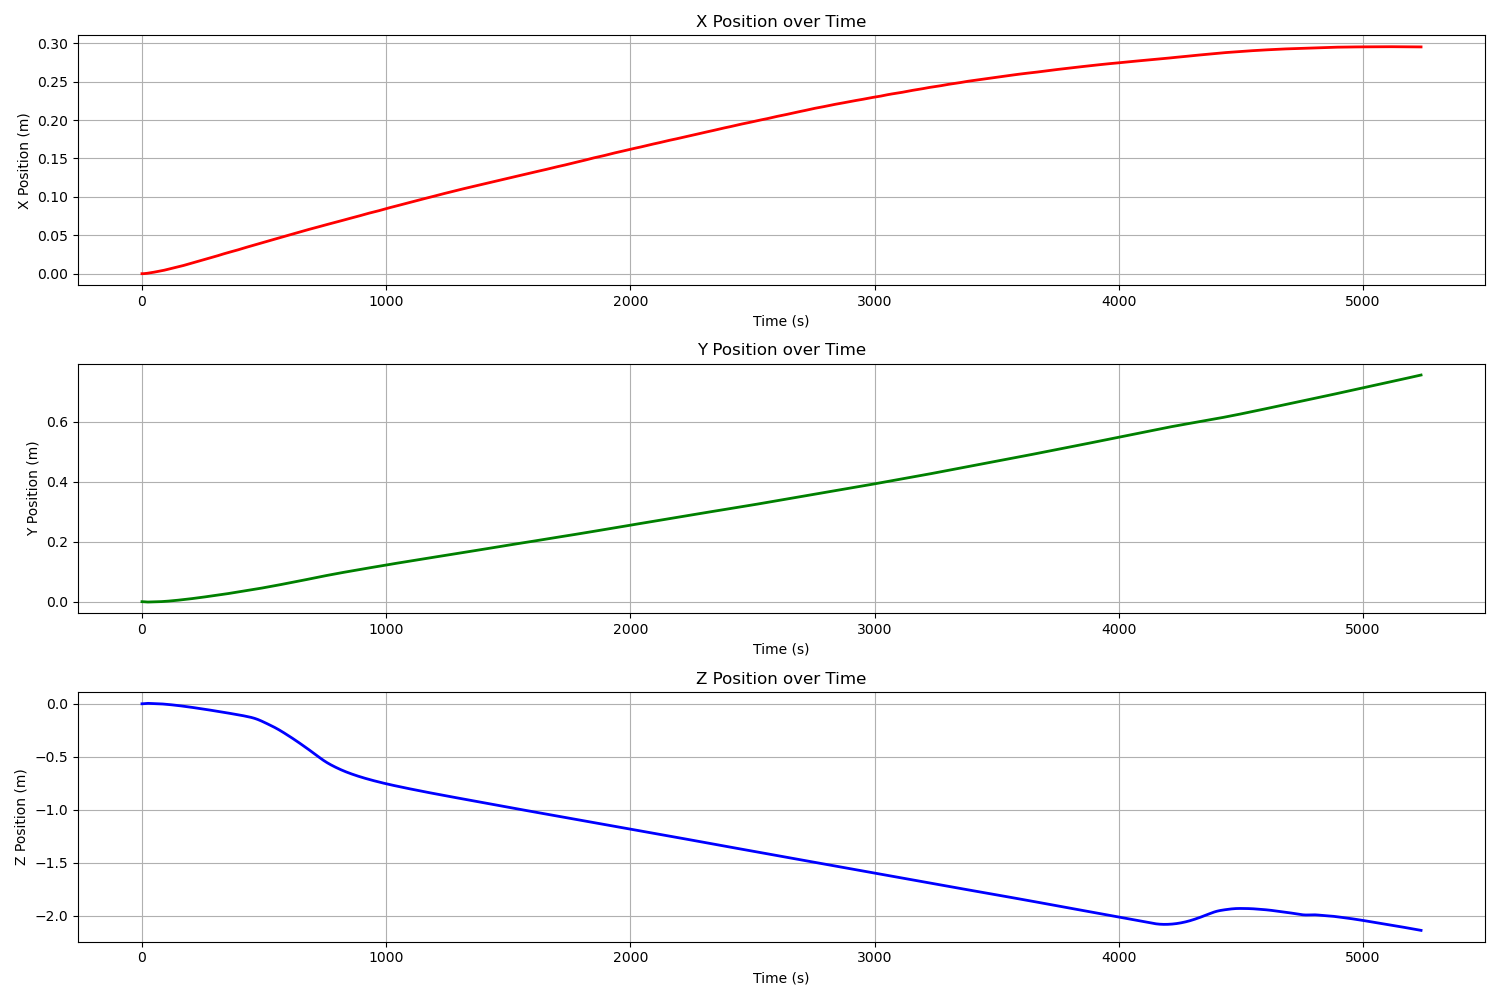 X Position over Time
0.30
0.25
0.20
0.15
0.10
0.05
0.00
X Position (m)
0 1000 2000 3000 4000 5000
Time (s)
Y Position over Time
0.6
0.4
0.2
0.0
Y Position (m)
0 1000 2000 3000 4000 5000
Time (s)
Z Position over Time
0.0
−0.5
−1.0
−1.5
−2.0
Z Position (m)
0 1000 2000 3000 4000 5000
Time (s)